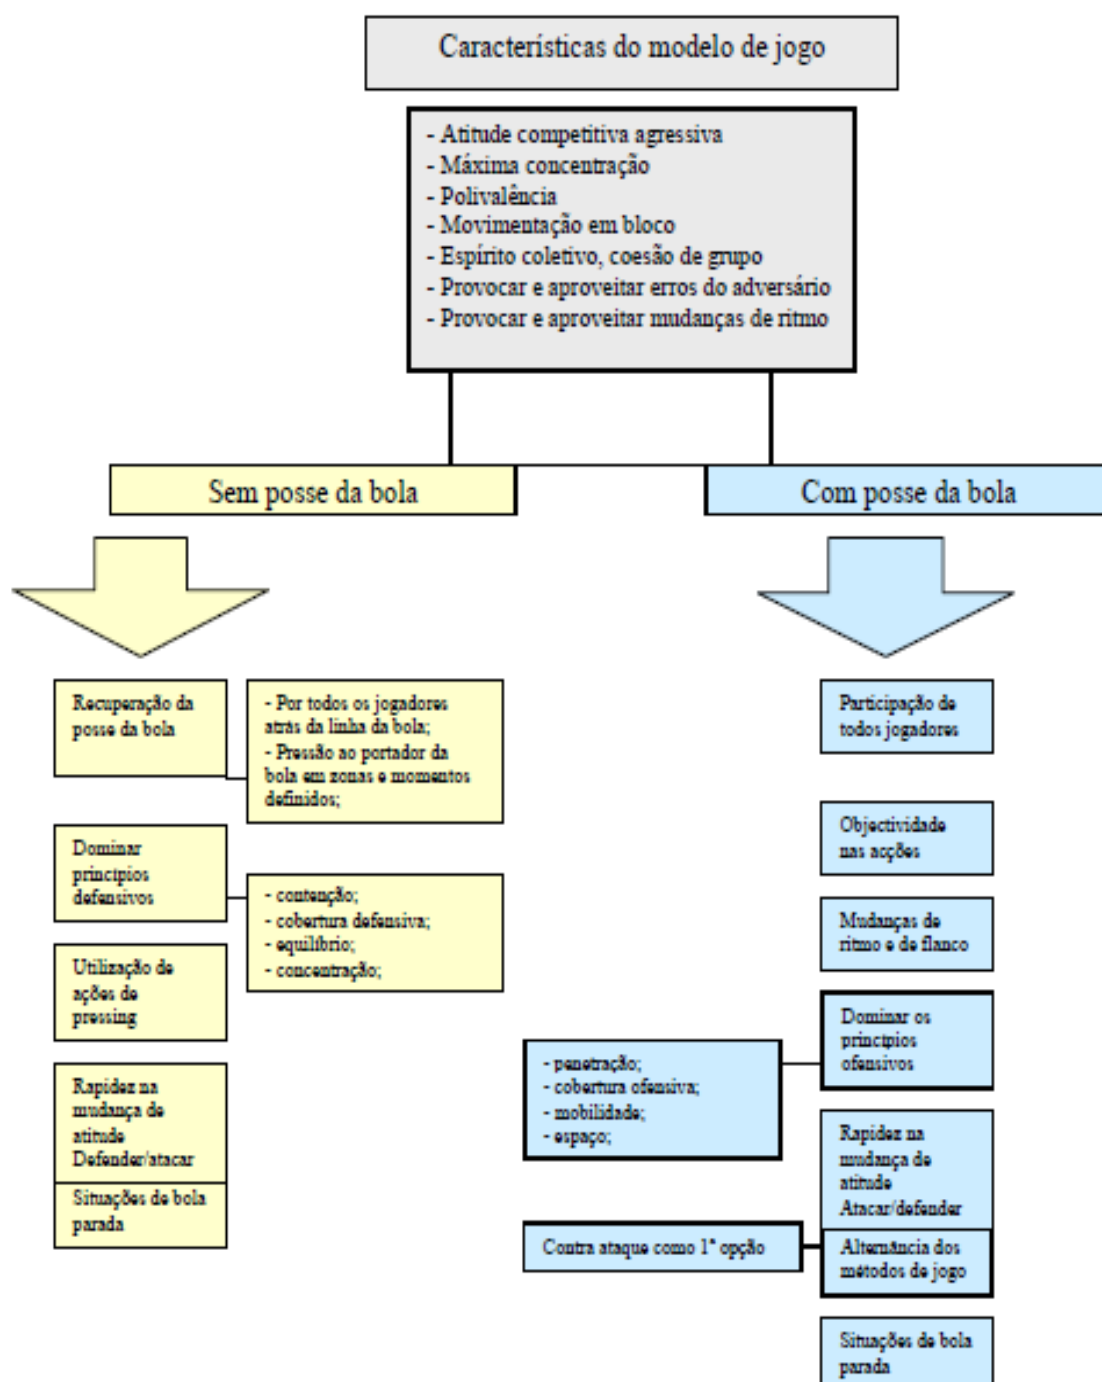 Características do modelo de jogo
- Atitude competitiva agressiva
- Máxima concentração
- Polivalência
- Movimentação em bloco
- Espírito coletivo, coesão de grupo
- Provocar e aproveitar erros do adversário
- Provocar e aproveitar mudanças de ritmo
Sem posse da bola
Recuperação da
posse da bola
- Por todos os jogadores
atrás da linha da bola;
- Pressão ao portador da
bola em zonas e momentos
definidos;
Dominar
princípios
defensivos
- contenção;
- cobertura defensiva;
- equilíbrio;
- concentração;
Utilização de
ações de
pressing
Rapidez na
mudança de
atitude
Defender/atacar
Situações de bola
parada
Com posse da bola
Participação de
todos jogadores
Objectividade
nas acções
Mudanças de
ritmo e de flanco
Dominar os
princípios
ofensivos
- penetração;
- cobertura ofensiva;
- mobilidade;
- espaço;
Rapidez na
mudança de
atitude
Atacar/defender
Alternância dos
métodos de jogo
Contra ataque como 1ª opção
Situações de bola
parada